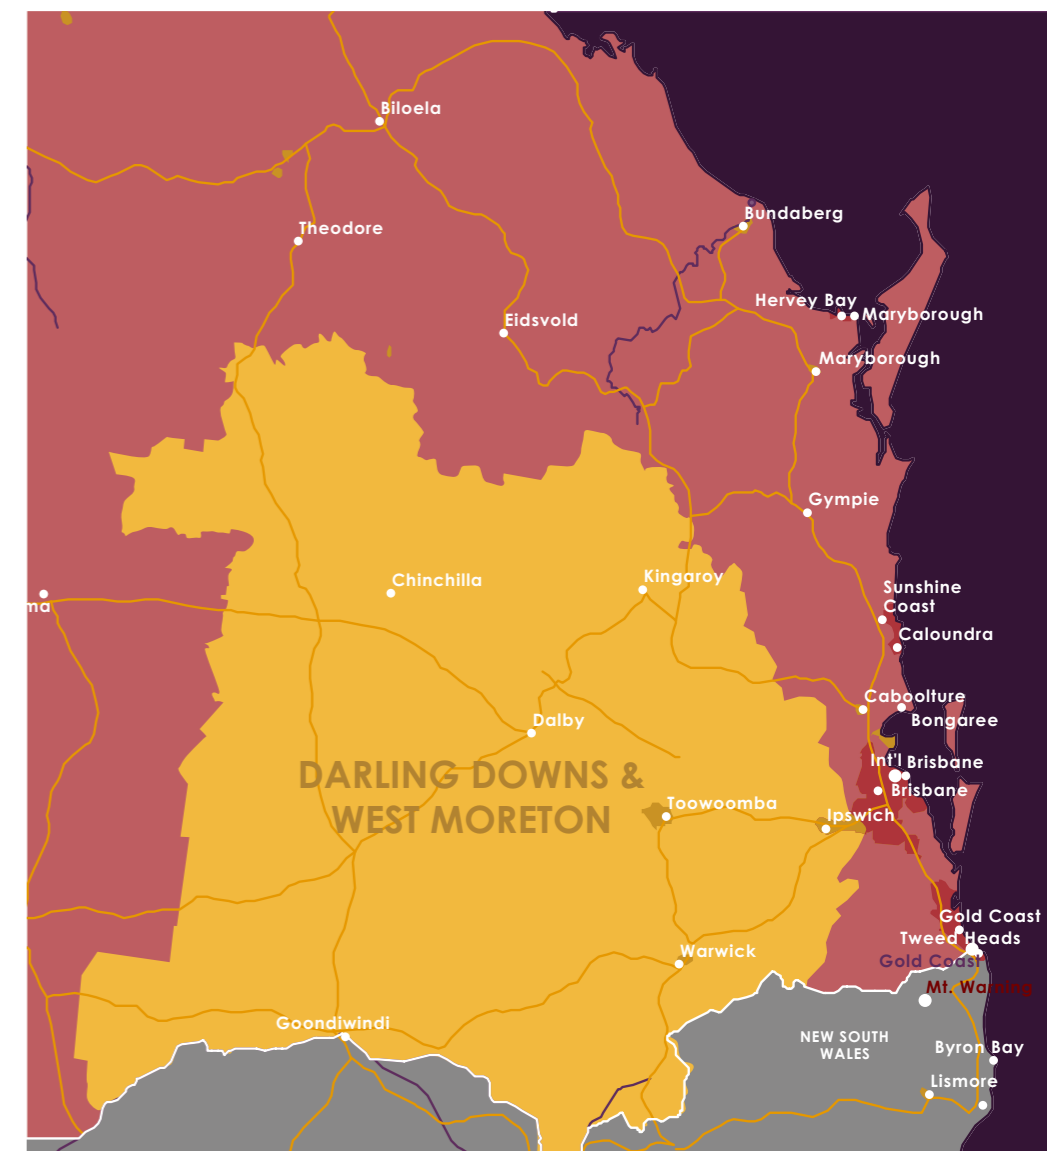 Biloela
Bundaberg
Theodore
Hervey Bay
Maryborough
Eidsvold
Maryborough
Gympie
Chinchilla
Kingaroy
Sunshine
Coast
ma
Caloundra
Caboolture
Bongaree
Dalby
Int'l
Brisbane
DARLING DOWNS &
WEST MORETON
Brisbane
Toowoomba
Ipswich
Gold Coast
Tweed Heads
Warwick
Gold Coast
Mt. Warning
Goondiwindi
NEW SOUTH
WALES
Byron Bay
Lismore